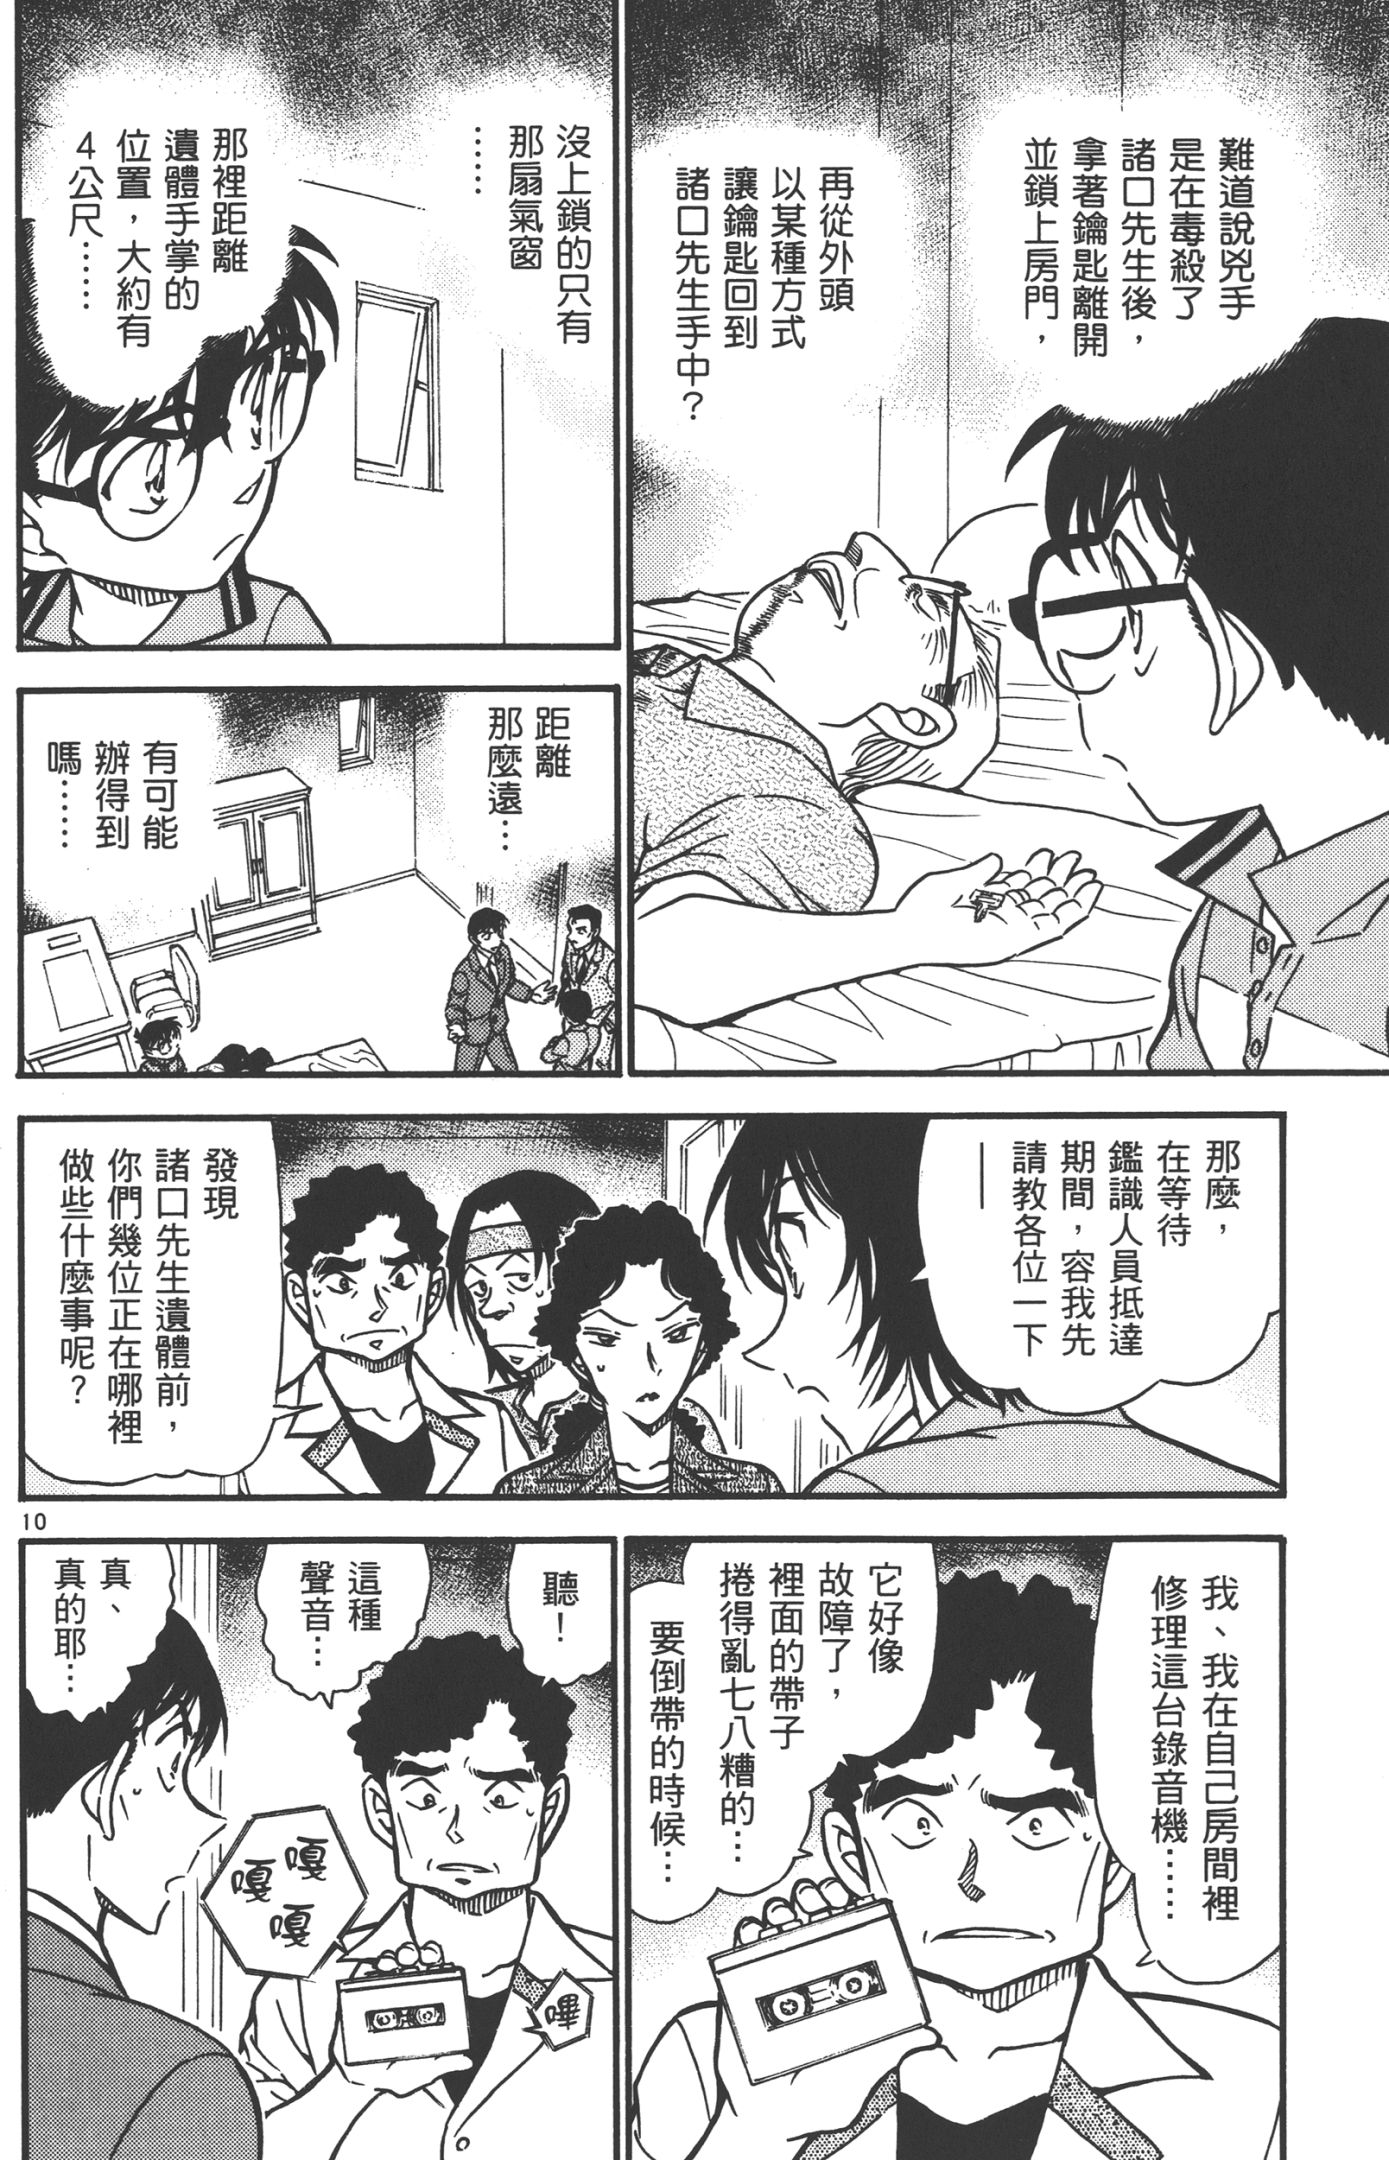 難道說兇手
是在毒殺了
諸口先生後，
拿著鑰匙離開
並鎖上房門，
再從外頭
以某種方式
讓鑰匙回到
諸口先生手中？
沒上鎖的只有
那扇氣窗
……
那裡距離
遺體手掌的
位置，大約有
4公尺……
距離
那麼遠…
有可能
辦得到
嗎……
那麼，
在等待
鑑識人員抵達
期間，容我先
請教各位一下
——
發現
諸口先生遺體前，
你們幾位正在哪裡
做些什麼事呢？
10
我、我在自己房間裡
修理這台錄音機……
它好像
故障了，
裡面的帶子
捲得亂七八糟的…
要倒帶的時候…
聽！
這種
聲音…
嗶
嘎
嘎
嘎
真、
真的耶…